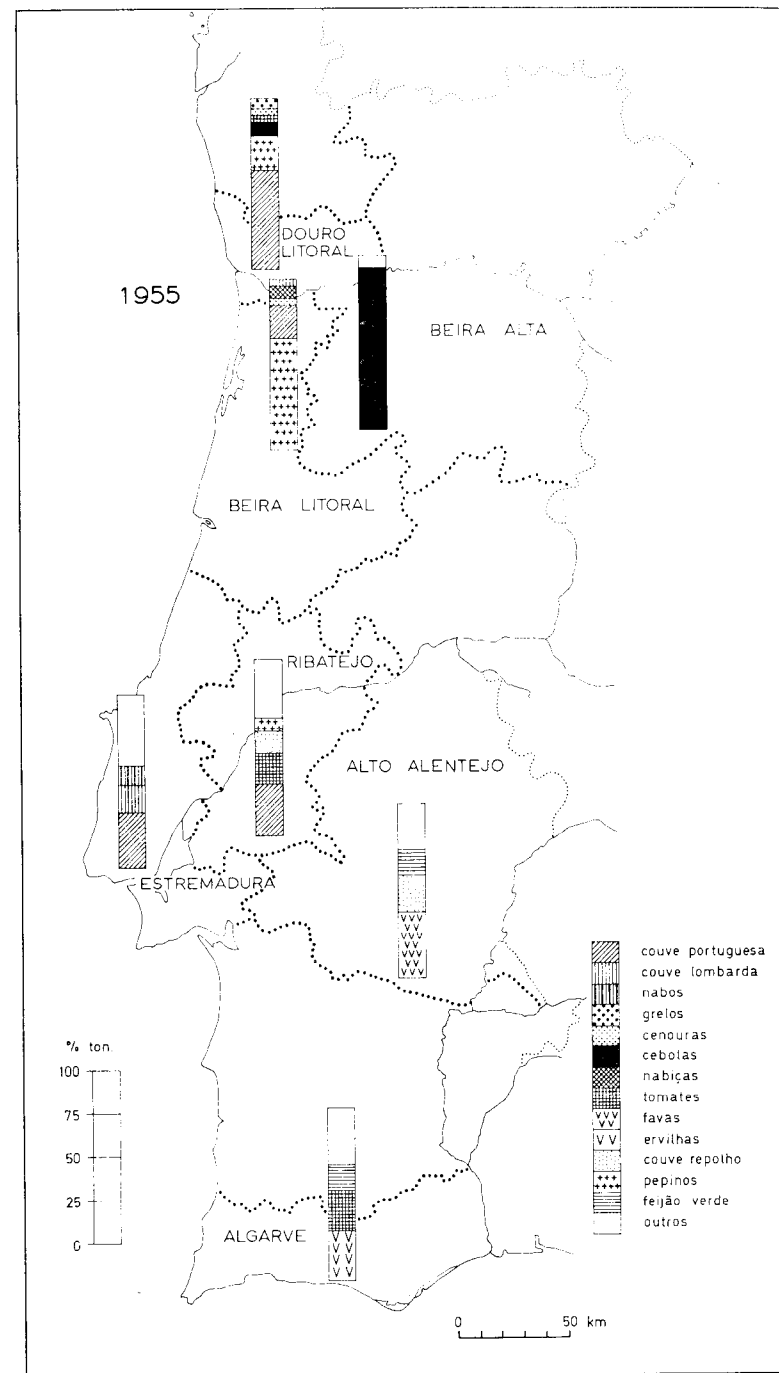 DOURO
LITORAL
1955
BEIRA ALTA
BEIRA LITORAL
RIBATEJO
ALTO ALENTEJO
ESTREMADURA
couve portuguesa
couve lombarda
nabos
grelos
cenouras
cebolas
nabiças
tomates
favas
ervilhas
couve repolho
pepinos
feijão verde
outros
% ton.
100
75
50
25
0
ALGARVE
0 50 km